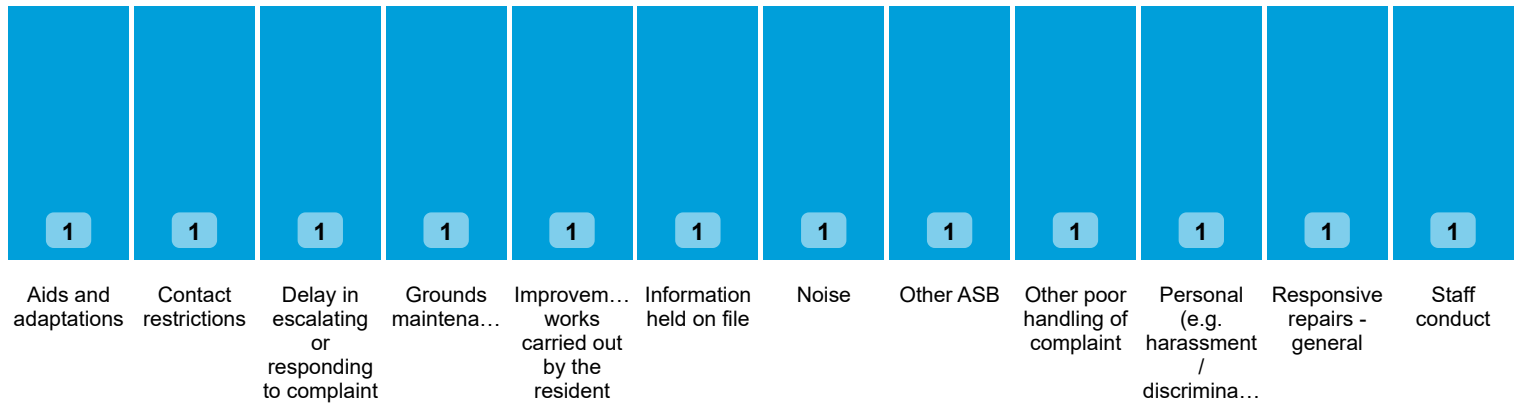 1 1 1 1 1 1 1 1 1 1 1 1
Aids and
adaptations
Contact
restrictions
Delay in
escalating
or
responding
to complaint
Grounds
maintena…
Improvem…
works
carried out
by the
resident
Information
held on file
Noise
Other ASB
Other poor
handling of
complaint
Personal
(e.g.
harassment
/
discrimina…
Responsive
repairs -
general
Staff
conduct